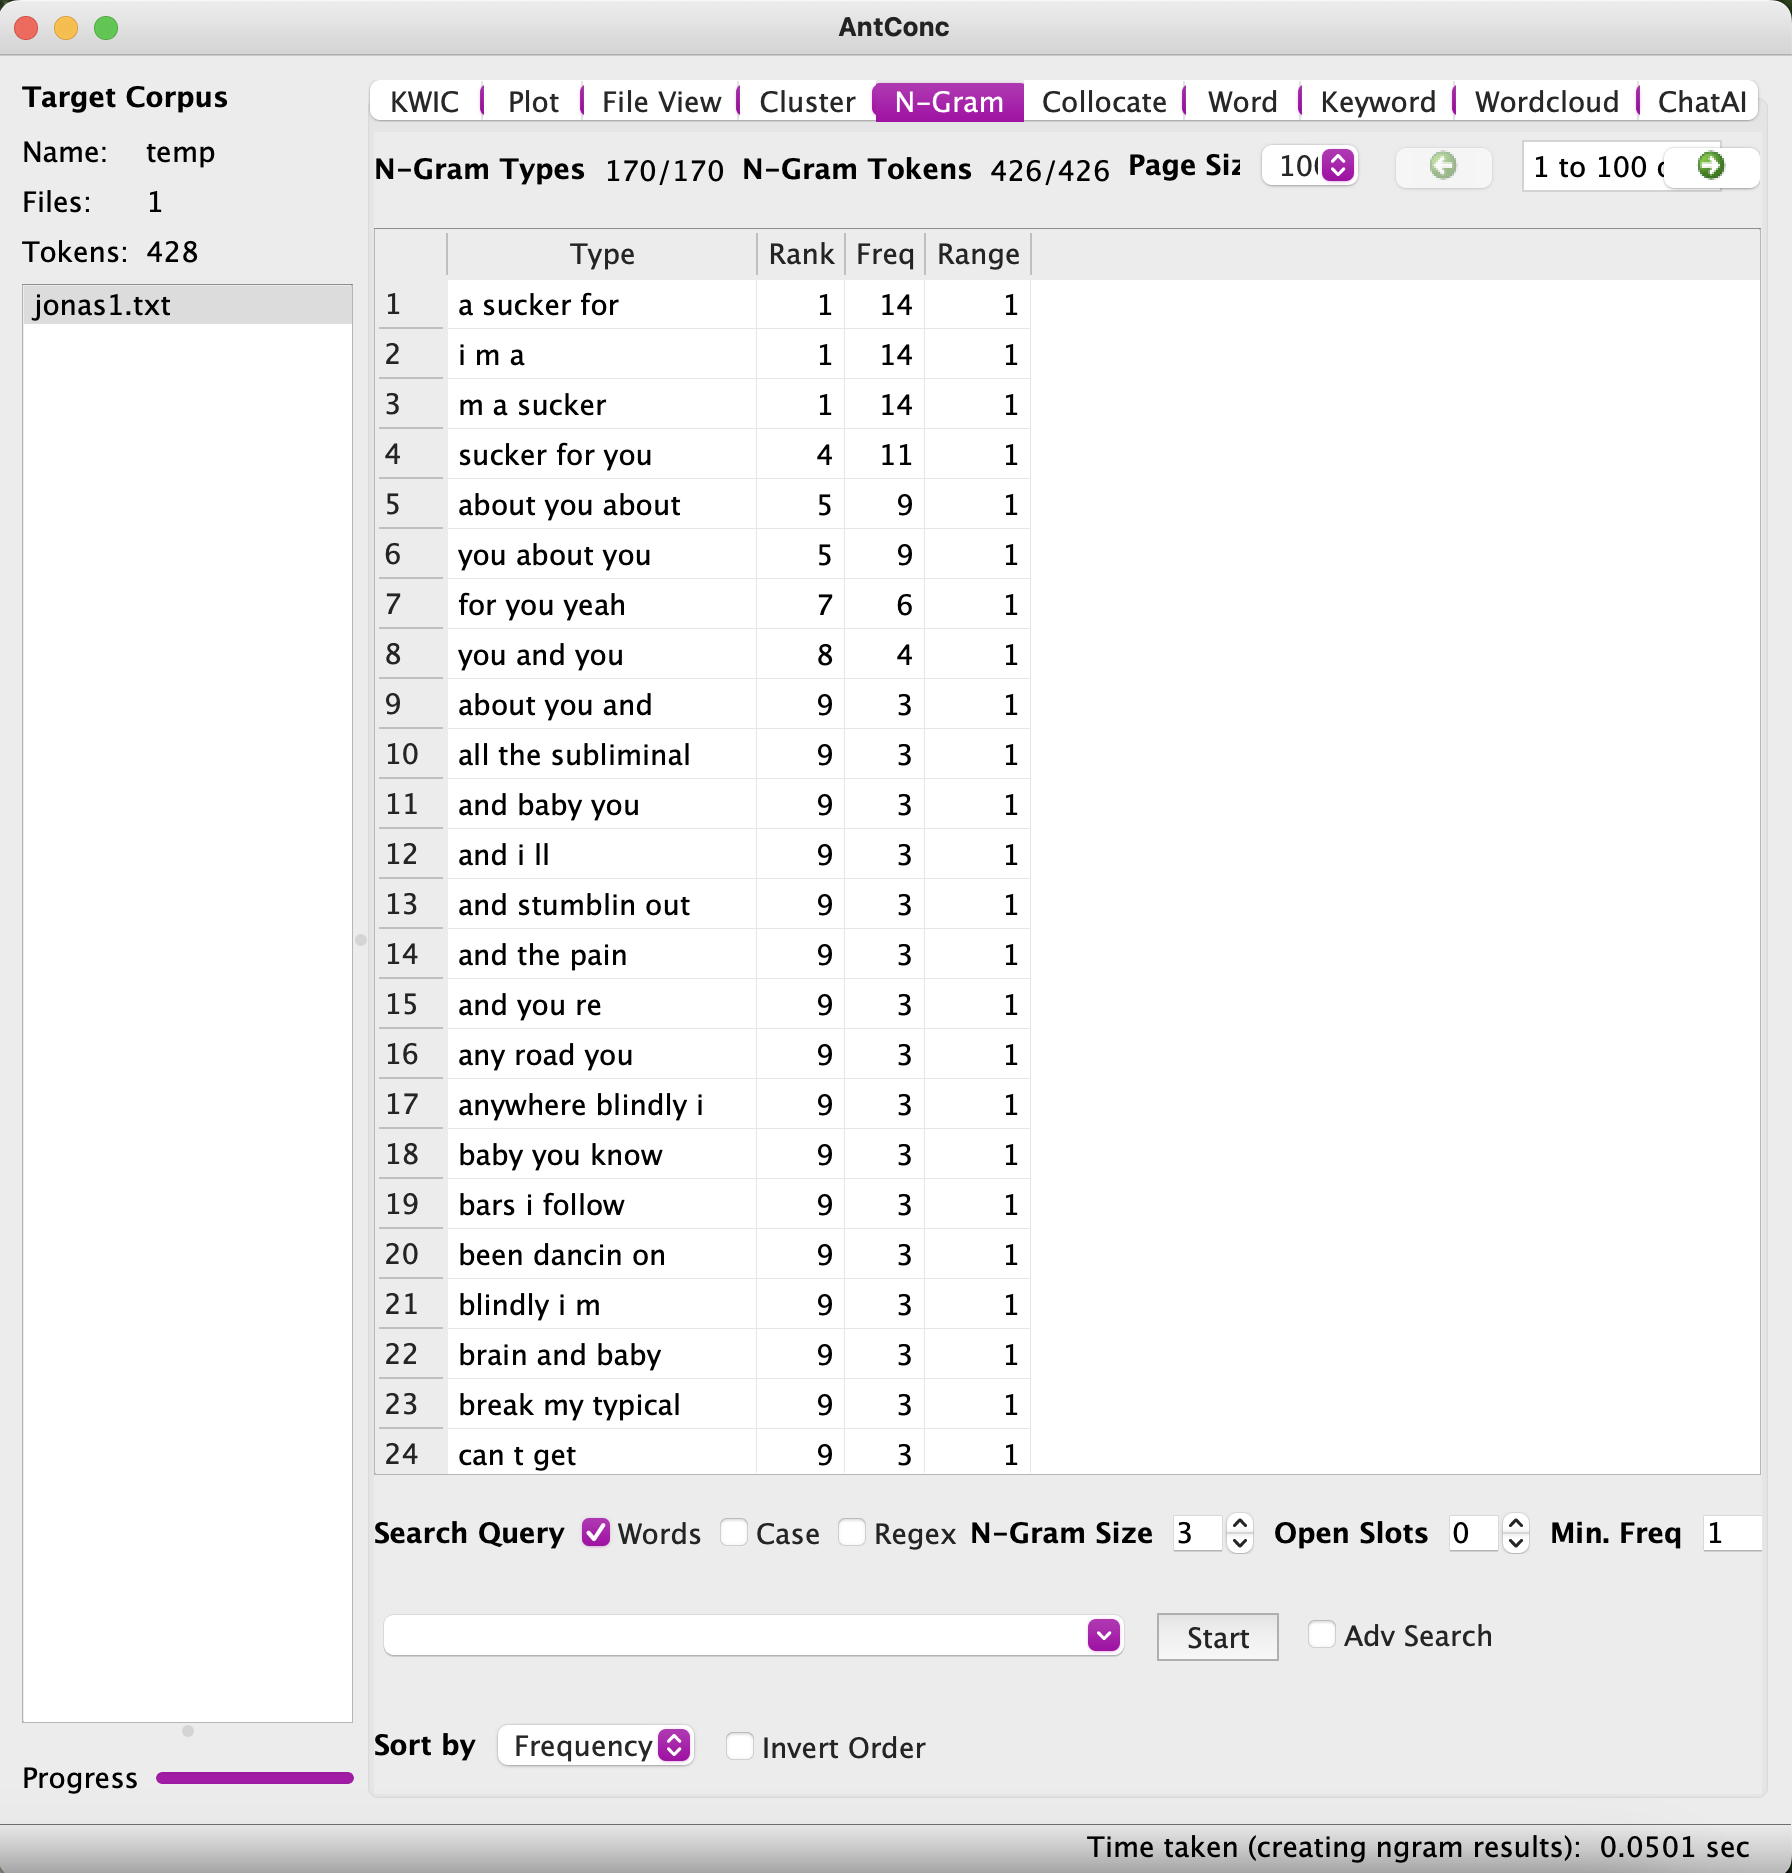 AntConc
Target Corpus
Name: temp
Files: 1
Tokens: 428
jonas1.txt
Progress
KWIC Plot File View Cluster N-Gram Collocate Word Keyword Wordcloud ChatAI
N-Gram Types 170/170 N-Gram Tokens 426/426 Page Siz 100 1 to 100
Type Rank Freq Range
1 a sucker for 1 14 1
2 i m a 1 14 1
3 m a sucker 1 14 1
4 sucker for you 4 11 1
5 about you about 5 9 1
6 you about you 5 9 1
7 for you yeah 7 6 1
8 you and you 8 4 1
9 about you and 9 3 1
10 all the subliminal 9 3 1
11 and baby you 9 3 1
12 and i ll 9 3 1
13 and stumblin out 9 3 1
14 and the pain 9 3 1
15 and you re 9 3 1
16 any road you 9 3 1
17 anywhere blindly i 9 3 1
18 baby you know 9 3 1
19 bars i follow 9 3 1
20 been dancin on 9 3 1
21 blindly i m 9 3 1
22 brain and baby 9 3 1
23 break my typical 9 3 1
24 can t get 9 3 1
Search Query Words Case Regex N-Gram Size 3 Open Slots 0 Min. Freq 1
Start Adv Search
Sort by Frequency Invert Order
Time taken (creating ngram results): 0.0501 sec